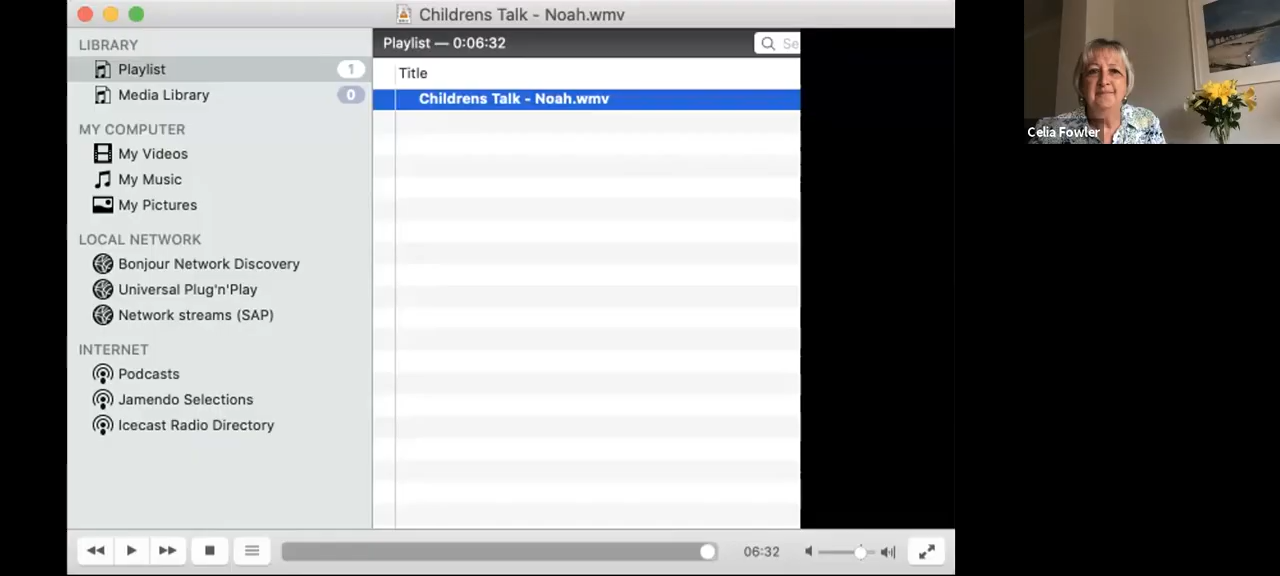 Childrens Talk - Noah.wmv
LIBRARY
Playlist
1
Media Library
0
MY COMPUTER
My Videos
My Music
My Pictures
LOCAL NETWORK
Bonjour Network Discovery
Universal Plug'n'Play
Network streams (SAP)
INTERNET
Podcasts
Jamendo Selections
Icecast Radio Directory
Playlist — 0:06:32
Se
Title
Childrens Talk - Noah.wmv
06:32
Celia Fowler